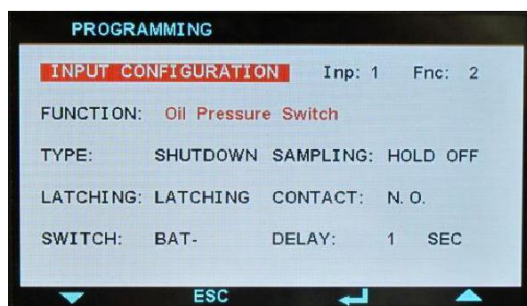 PROGRAMMING
INPUT CONFIGURATION Inp: 1 Fnc: 2
FUNCTION: Oil Pressure Switch
TYPE: SHUTDOWN SAMPLING: HOLD OFF
LATCHING: LATCHING CONTACT: N.O.
SWITCH: BAT- DELAY: 1 SEC
ESC